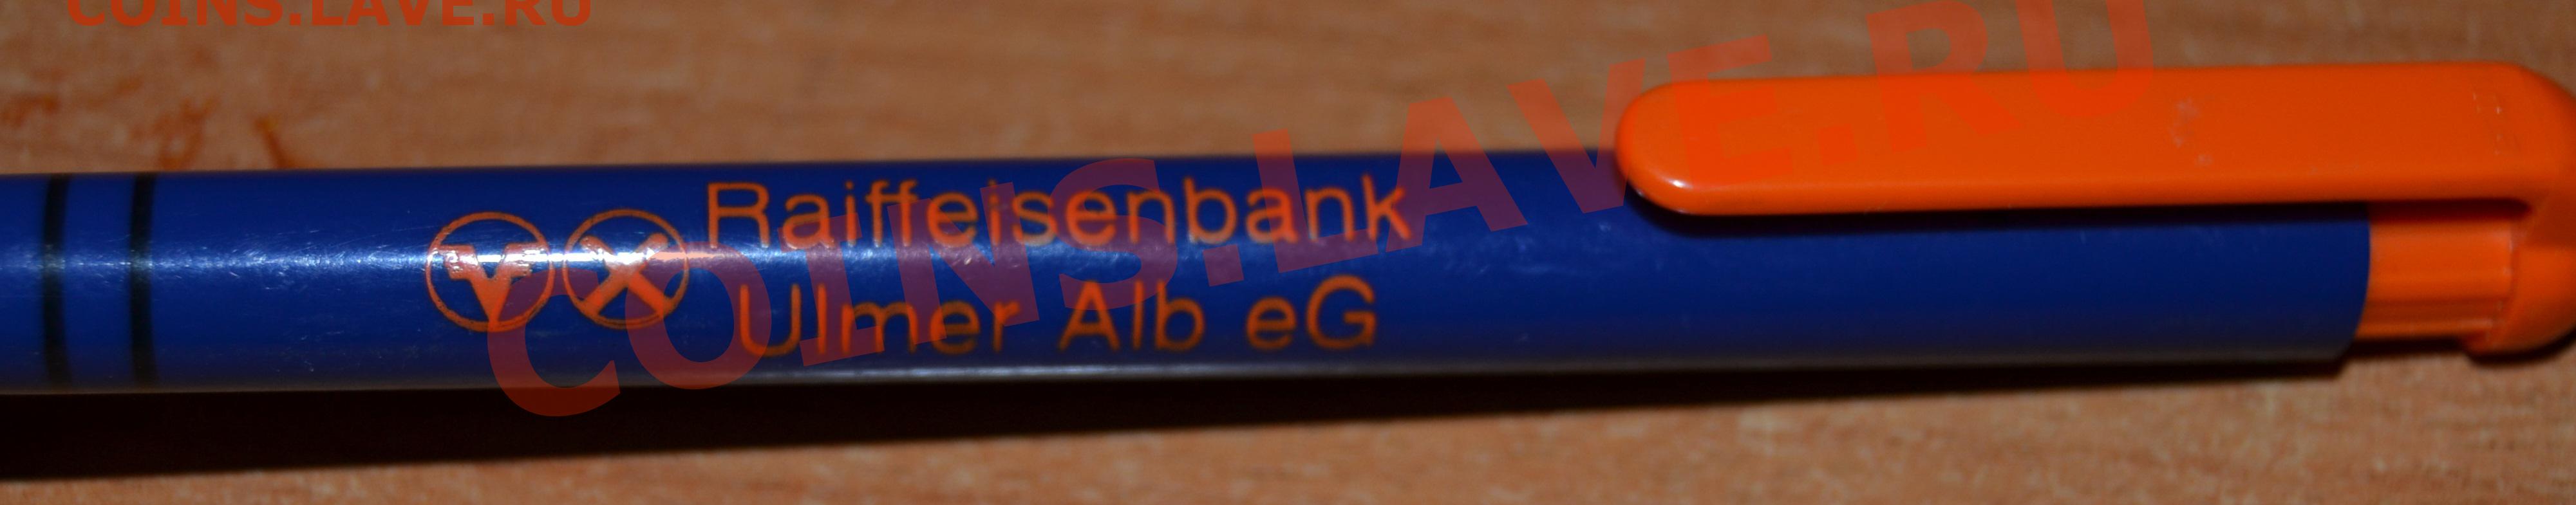 COINS.LAVE.RU
COINS.LAVE.RU
Raiffeisenbank
Ulmer Alb eG